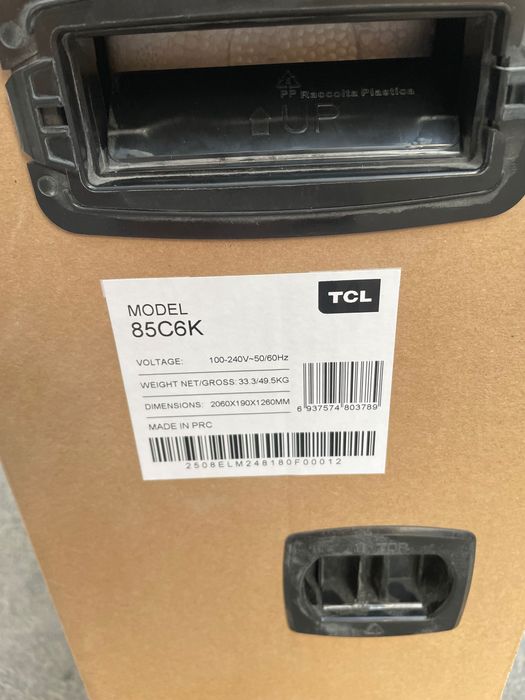 PP Raccolta Plastica
UP
TCL
MODEL
85C6K
VOLTAGE: 100-240V~50/60Hz
WEIGHT NET/GROSS: 33.3/49.5KG
DIMENSIONS: 2060X190X1260MM
6 937574 803789
MADE IN PRC
2508ELM248180F00012